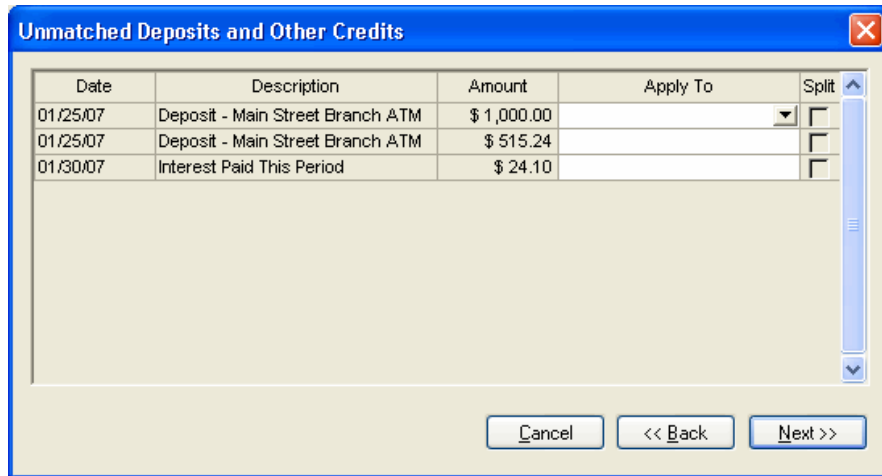 Unmatched Deposits and Other Credits
Date Description Amount Apply To Split
01/25/07 Deposit - Main Street Branch ATM $ 1,000.00
01/25/07 Deposit - Main Street Branch ATM $ 515.24
01/30/07 Interest Paid This Period $ 24.10
Cancel << Back Next >>